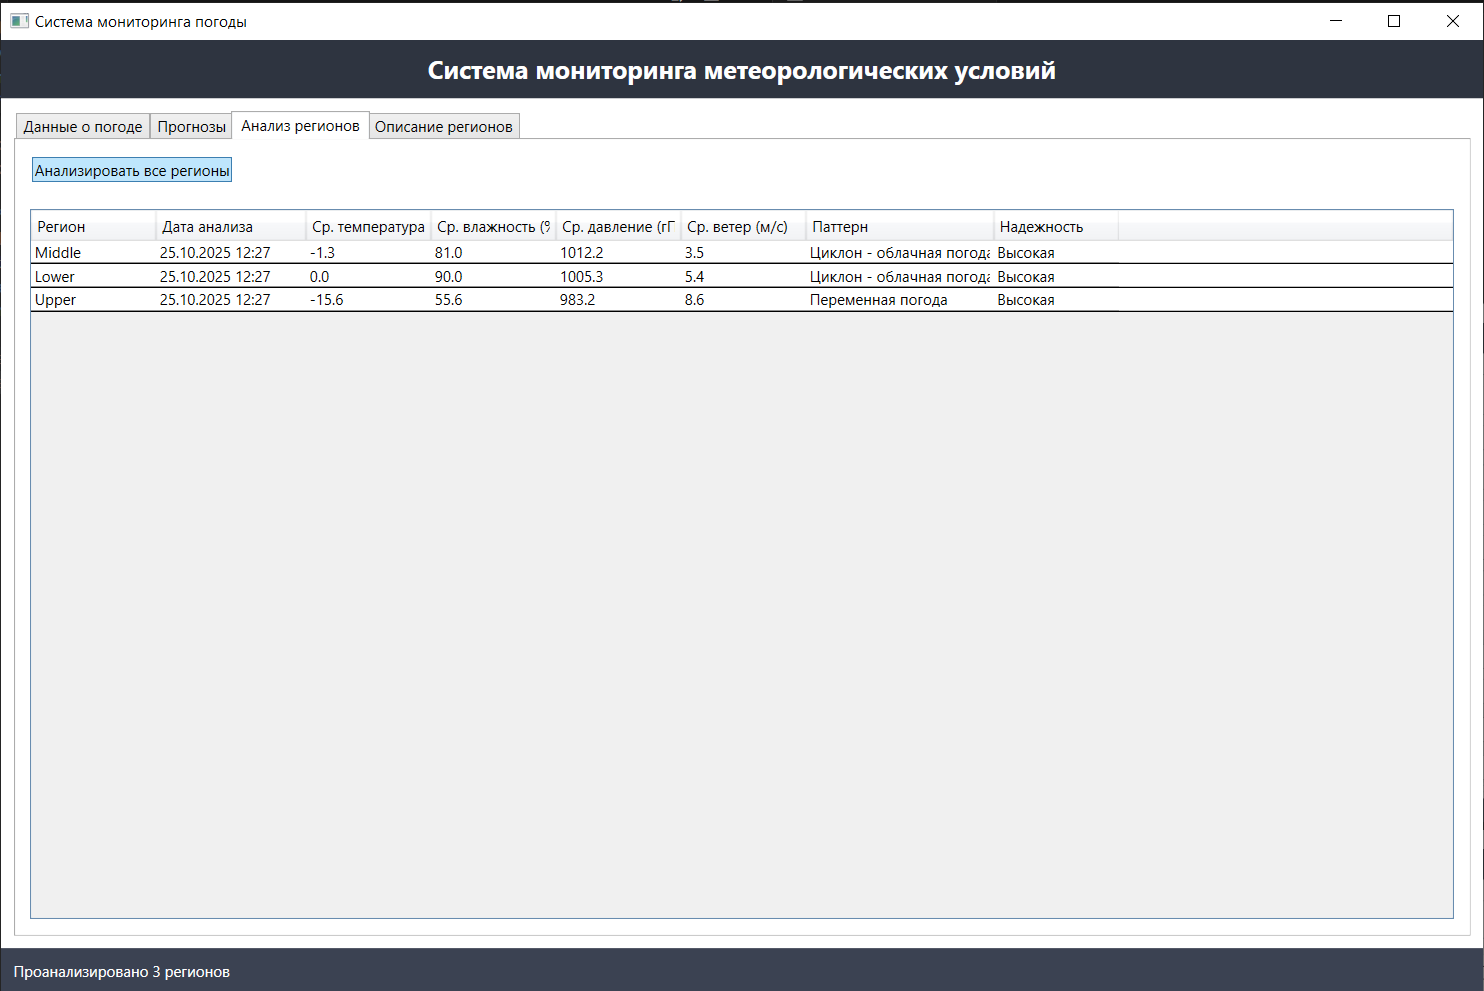 Система мониторинга погоды
Система мониторинга метеорологических условий
Данные о погоде Прогнозы Анализ регионов Описание регионов
Анализировать все регионы
Регион Дата анализа Ср. температура Ср. влажность (% Ср. давление (гП Ср. ветер (м/с) Паттерн Надежность
Middle 25.10.2025 12:27 -1.3 81.0 1012.2 3.5 Циклон - облачная погода Высокая
Lower 25.10.2025 12:27 0.0 90.0 1005.3 5.4 Циклон - облачная погода Высокая
Upper 25.10.2025 12:27 -15.6 55.6 983.2 8.6 Переменная погода Высокая
Проанализировано 3 регионов